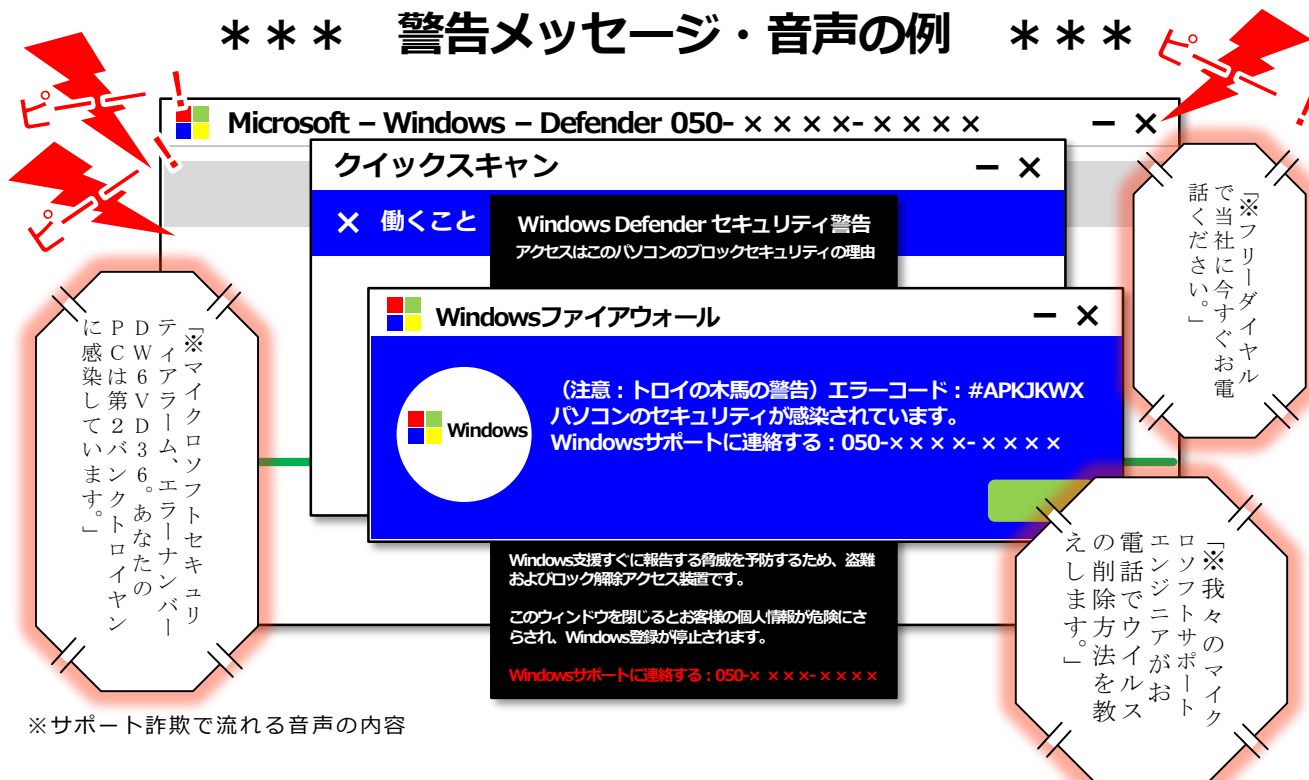 ＊＊＊　警告メッセージ・音声の例　＊＊＊
ピーー！
ピーー！
ピーー！
Microsoft – Windows – Defender 050-××××-××××
クイックスキャン
× 働くこと
Windows Defender セキュリティ警告
アクセスはこのパソコンのブロックセキュリティの理由
Windowsファイアウォール
Windows
（注意：トロイの木馬の警告）エラーコード：#APKJKWX
パソコンのセキュリティが感染されています。
Windowsサポートに連絡する：050-××××-××××
Windows支援すぐに報告する脅威を予防するため、盗難
およびロック解除アクセス装置です。
このウィンドウを閉じるとお客様の個人情報が危険にさ
らされ、Windows登録が停止されます。
Windowsサポートに連絡する：050-××××-××××
「※フリーダイヤル
で当社に今すぐお電
話ください。」
「※マイクロソフトセキュリ
ティアラーム、エラーナンバー
DW6VD36。あなたの
PCは第2バンクトロイヤン
に感染しています。」
「※我々のマイク
ロソフトサポート
エンジニアがお
電話でウイルス
の削除方法を教
えします。」
※サポート詐欺で流れる音声の内容